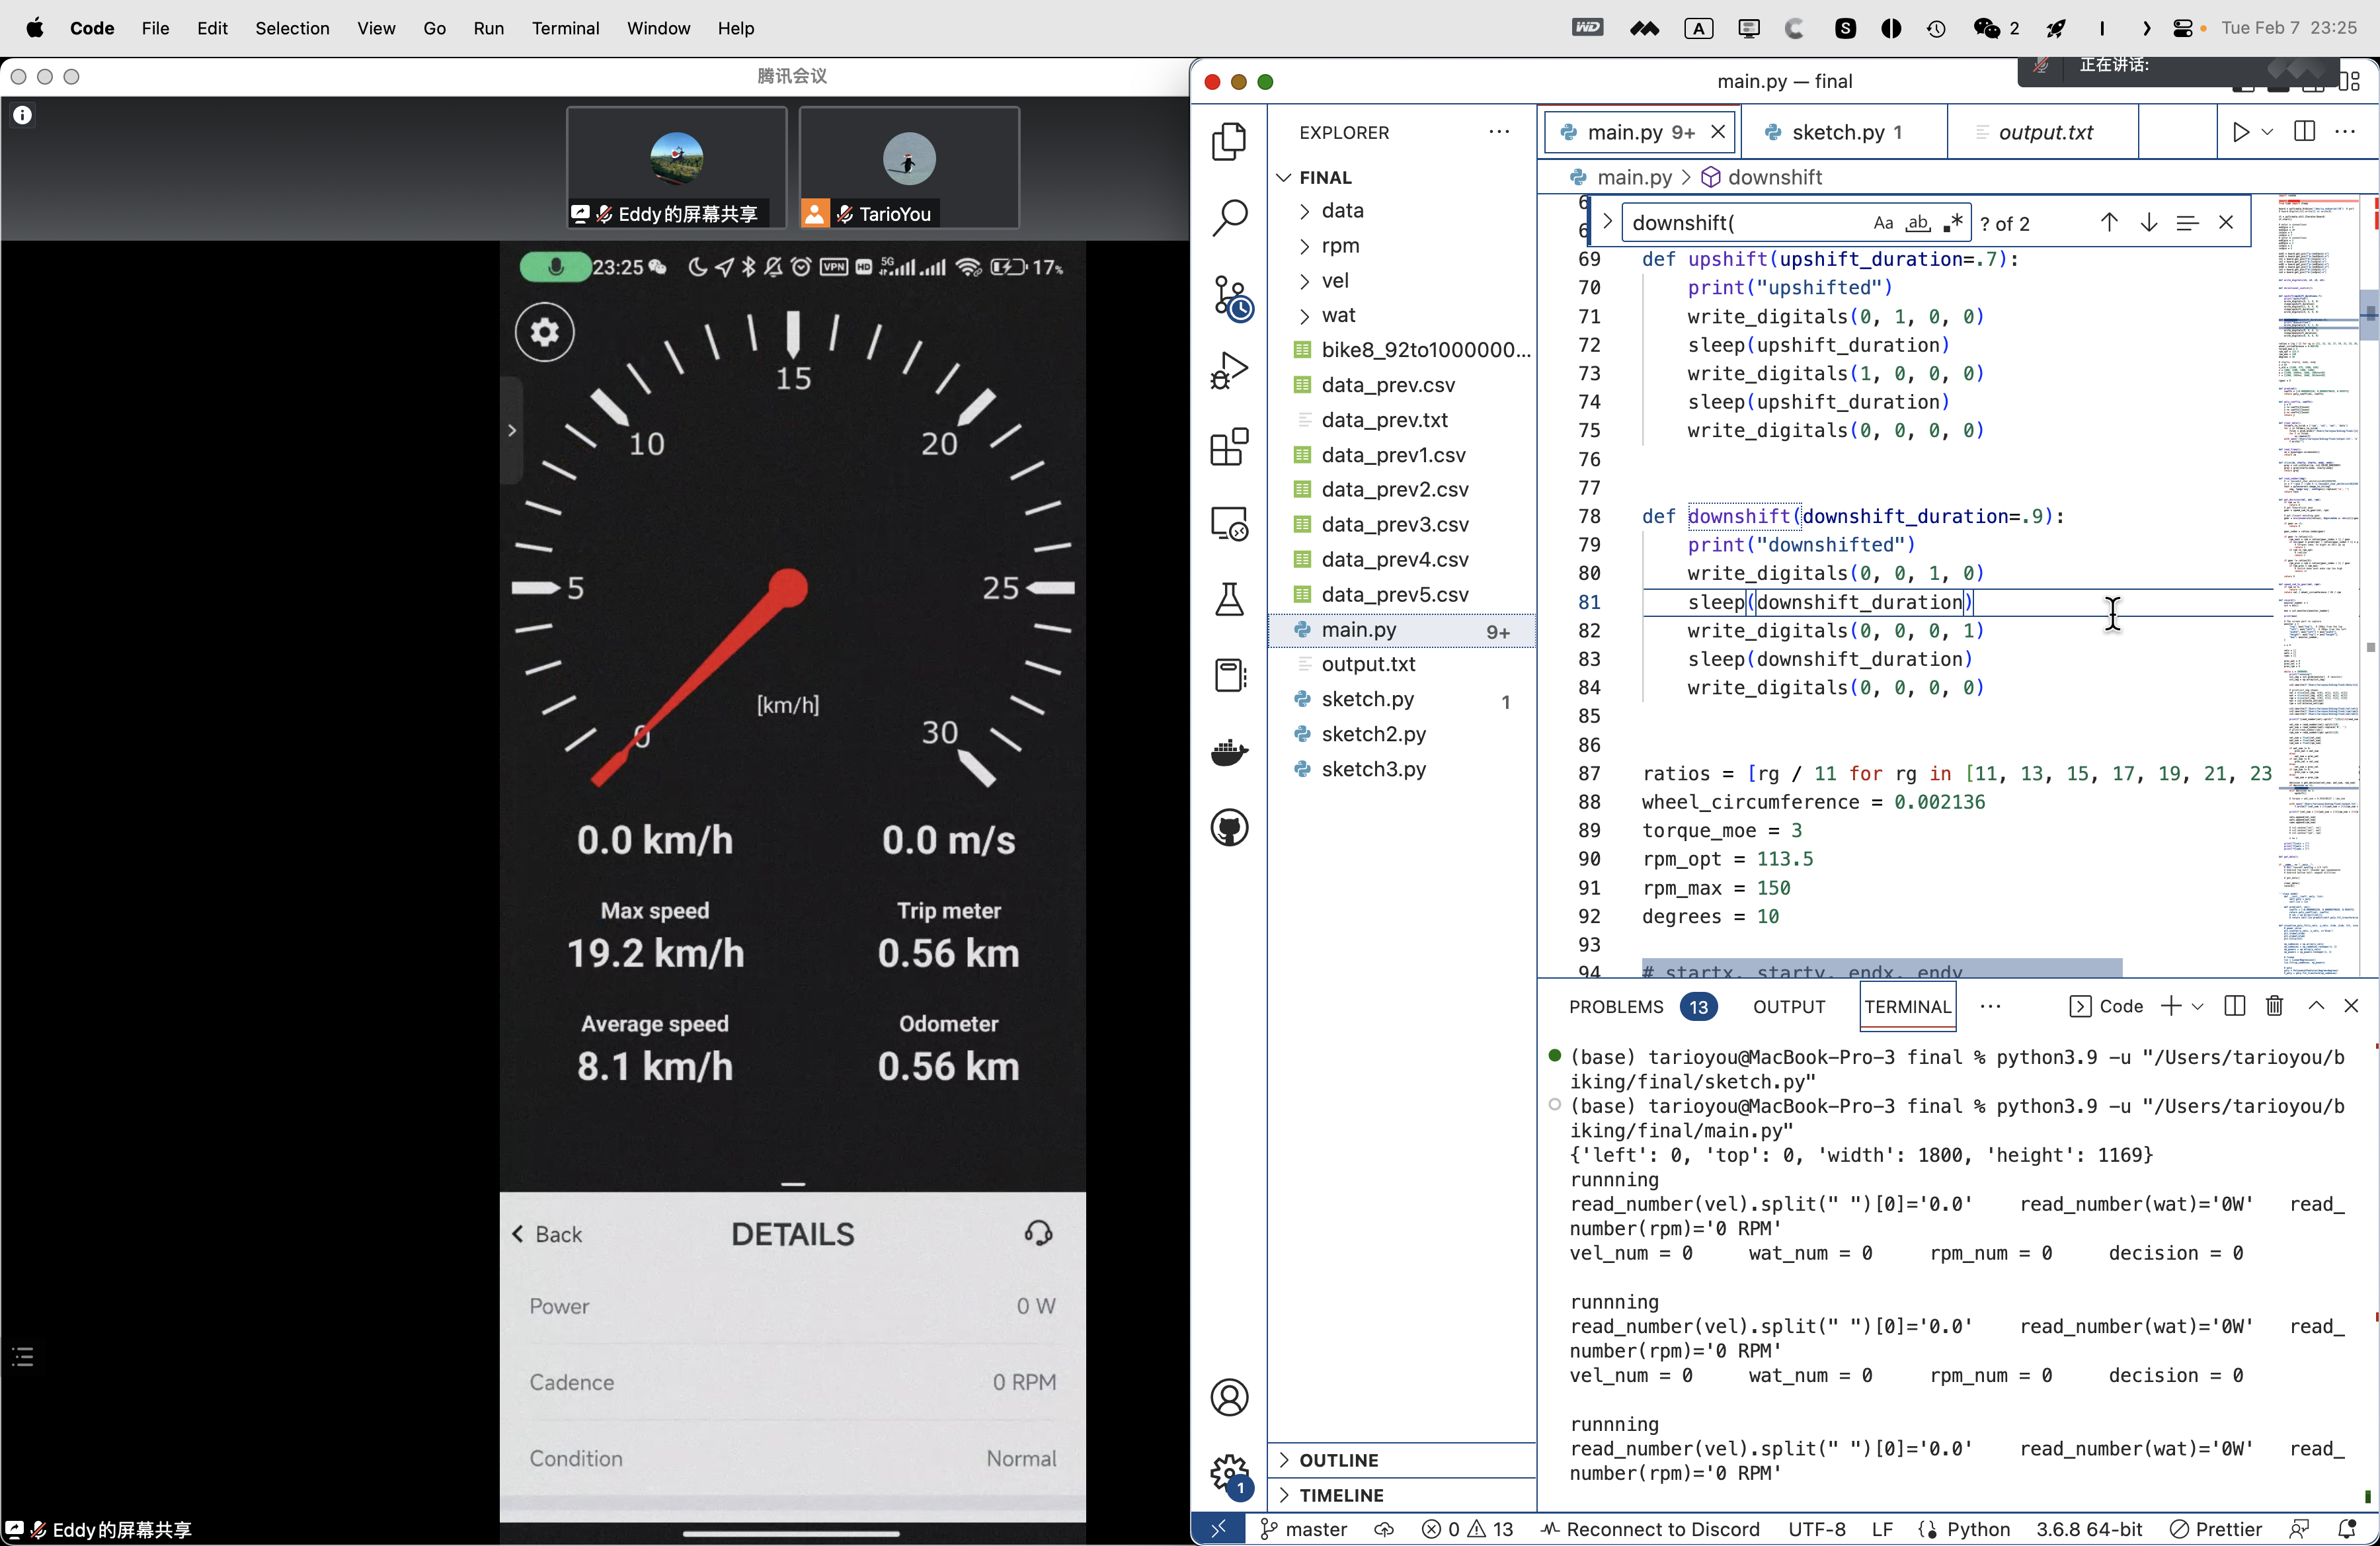 Code File Edit Selection View Go Run Terminal Window Help
WD A S 2 Tue Feb 7 23:25
腾讯会议
Eddy的屏幕共享
TarioYou
23:25 VPN HD 5G 17%
15
10
20
5
25
[km/h]
0
30
0.0 km/h 0.0 m/s
Max speed Trip meter
19.2 km/h 0.56 km
Average speed Odometer
8.1 km/h 0.56 km
Back DETAILS
Power 0 W
Cadence 0 RPM
Condition Normal
Eddy的屏幕共享
main.py — final
正在讲话:
EXPLORER
FINAL
data
rpm
vel
wat
bike8_92to1000000...
data_prev.csv
data_prev.txt
data_prev1.csv
data_prev2.csv
data_prev3.csv
data_prev4.csv
data_prev5.csv
main.py 9+
output.txt
sketch.py 1
sketch2.py
sketch3.py
OUTLINE
TIMELINE
1
main.py 9+ sketch.py 1 output.txt
main.py > downshift
downshift( Aa ab ? of 2
69 def upshift(upshift_duration=.7):
70 print("upshifted")
71 write_digitals(0, 1, 0, 0)
72 sleep(upshift_duration)
73 write_digitals(1, 0, 0, 0)
74 sleep(upshift_duration)
75 write_digitals(0, 0, 0, 0)
76
77
78 def downshift(downshift_duration=.9):
79 print("downshifted")
80 write_digitals(0, 0, 1, 0)
81 sleep(downshift_duration)
82 write_digitals(0, 0, 0, 1)
83 sleep(downshift_duration)
84 write_digitals(0, 0, 0, 0)
85
86
87 ratios = [rg / 11 for rg in [11, 13, 15, 17, 19, 21, 23
88 wheel_circumference = 0.002136
89 torque_moe = 3
90 rpm_opt = 113.5
91 rpm_max = 150
92 degrees = 10
93
94 # startx, starty, endx, endy
PROBLEMS 13 OUTPUT TERMINAL Code
(base) tarioyou@MacBook-Pro-3 final % python3.9 -u "/Users/tarioyou/b
iking/final/sketch.py"
(base) tarioyou@MacBook-Pro-3 final % python3.9 -u "/Users/tarioyou/b
iking/final/main.py"
{'left': 0, 'top': 0, 'width': 1800, 'height': 1169}
runnning
read_number(vel).split(" ")[0]='0.0' read_number(wat)='0W' read_
number(rpm)='0 RPM'
vel_num = 0 wat_num = 0 rpm_num = 0 decision = 0
runnning
read_number(vel).split(" ")[0]='0.0' read_number(wat)='0W' read_
number(rpm)='0 RPM'
vel_num = 0 wat_num = 0 rpm_num = 0 decision = 0
runnning
read_number(vel).split(" ")[0]='0.0' read_number(wat)='0W' read_
number(rpm)='0 RPM'
master 0 13 Reconnect to Discord UTF-8 LF Python 3.6.8 64-bit Prettier